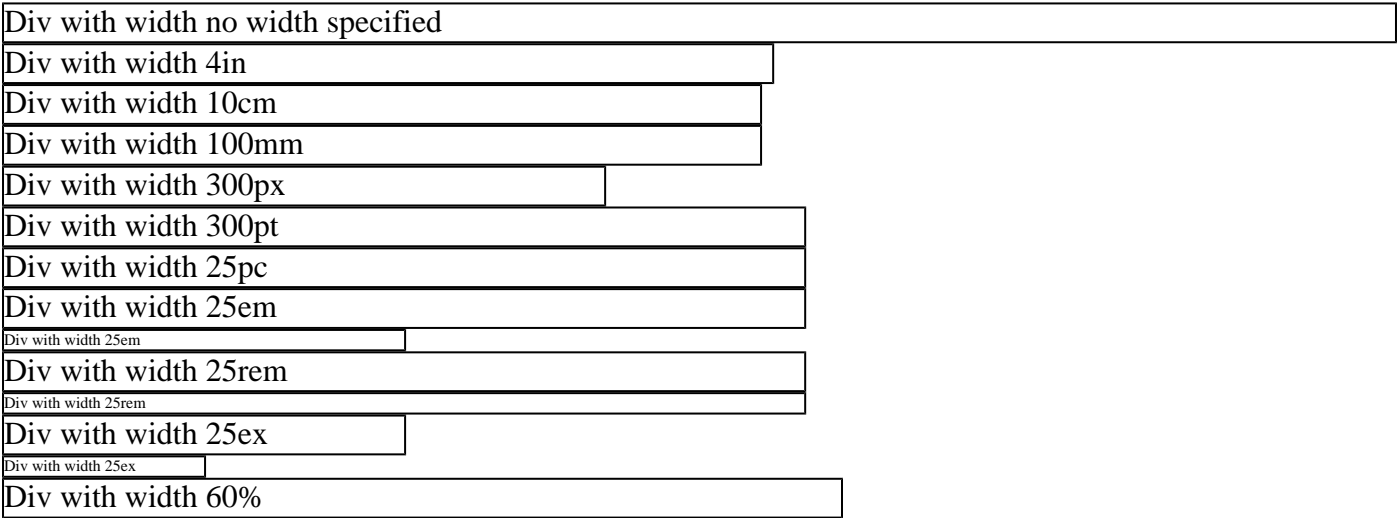 Div with width no width specified
Div with width 4in
Div with width 10cm
Div with width 100mm
Div with width 300px
Div with width 300pt
Div with width 25pc
Div with width 25em
Div with width 25em
Div with width 25rem
Div with width 25rem
Div with width 25ex
Div with width 25ex
Div with width 60%